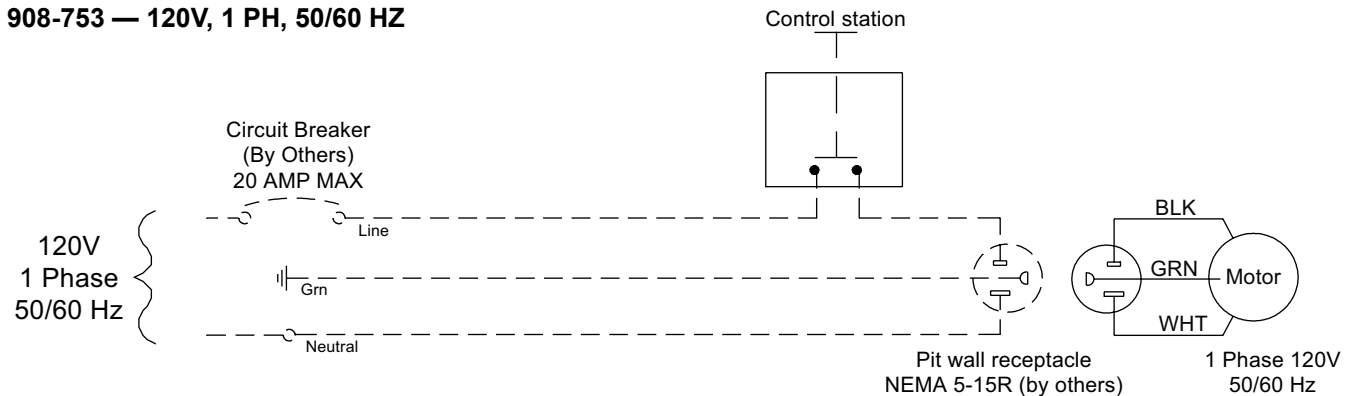 908-753 — 120V, 1 PH, 50/60 HZ
Control station
Circuit Breaker
(By Others)
20 AMP MAX
Line
120V
1 Phase
50/60 Hz
Grn
Neutral
BLK
GRN
Motor
WHT
Pit wall receptacle
NEMA 5-15R (by others)
1 Phase 120V
50/60 Hz